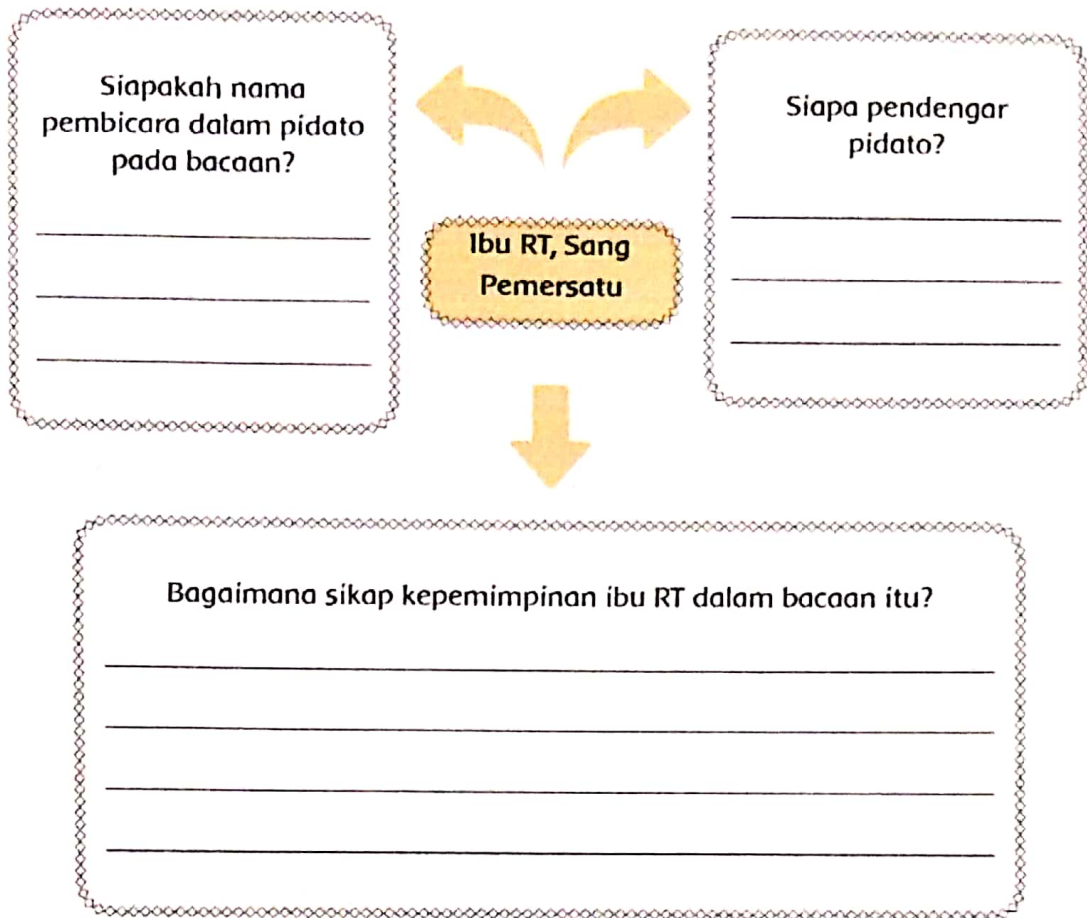 Siapakah nama
pembicara dalam pidato
pada bacaan?
Siapa pendengar
pidato?
Ibu RT, Sang
Pemersatu
Bagaimana sikap kepemimpinan ibu RT dalam bacaan itu?